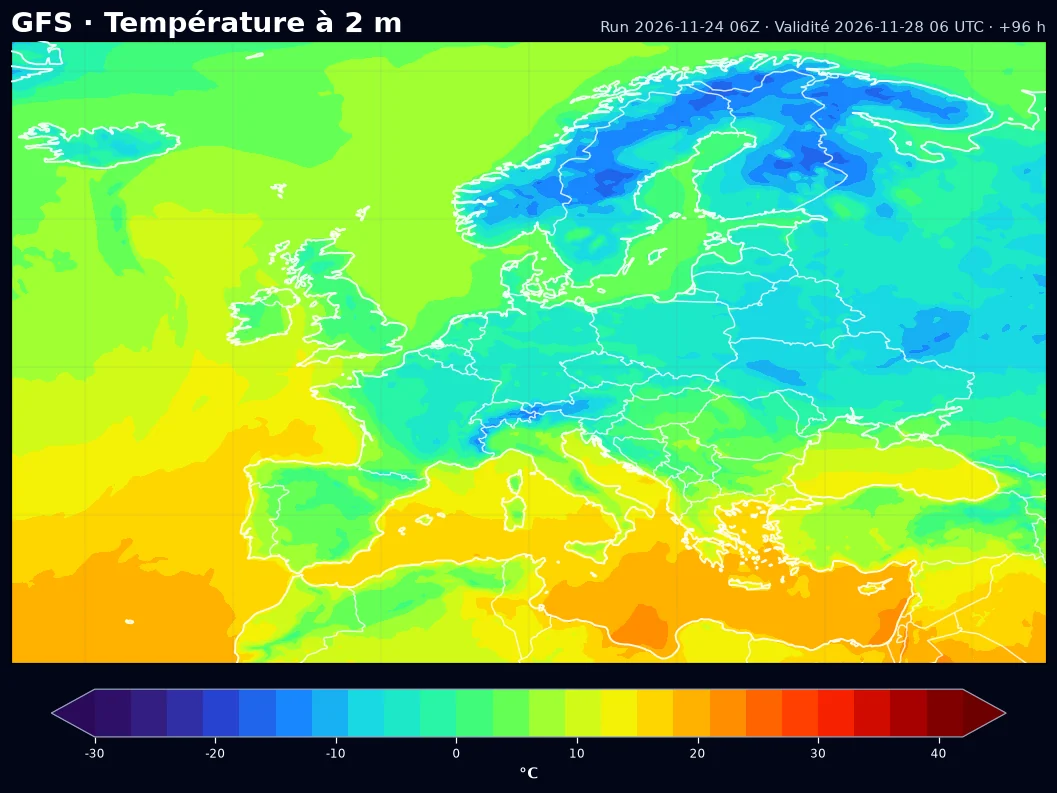 GFS · Température à 2 m
Run 2026-11-24 06Z · Validité 2026-11-28 06 UTC · +96 h
-30 -20 -10 0 10 20 30 40
°C